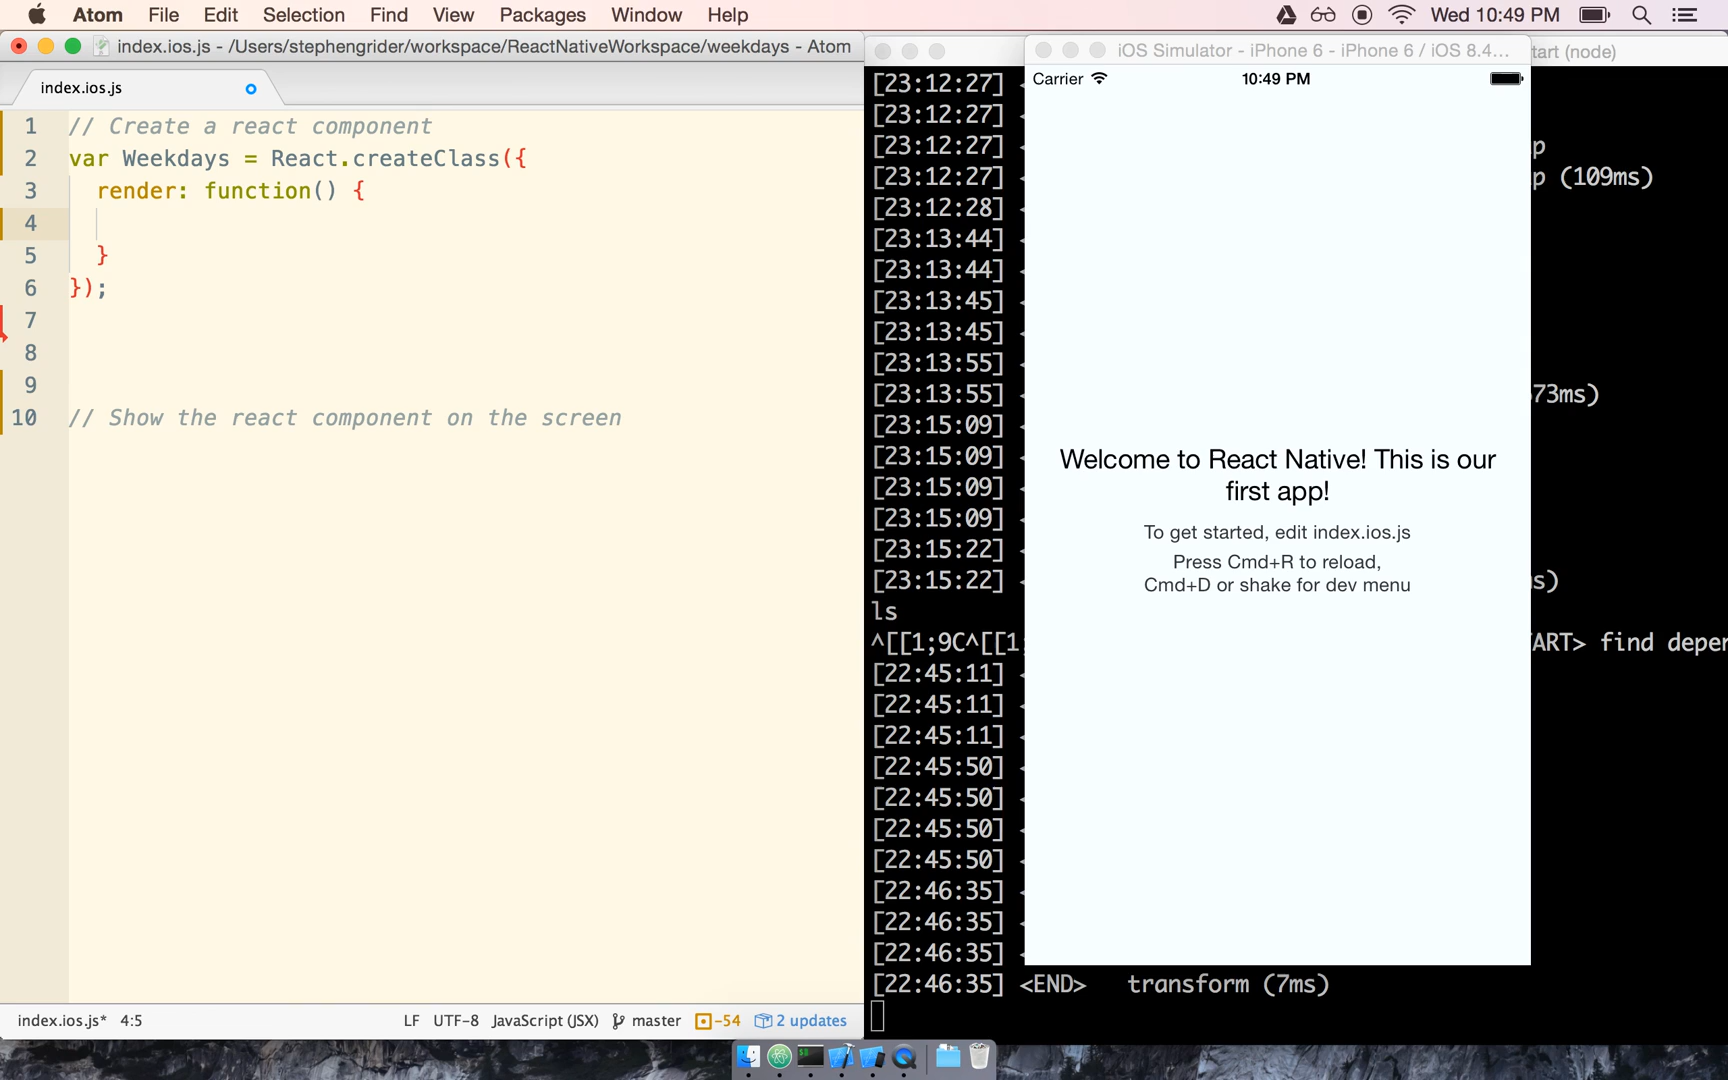 Atom File Edit Selection Find View Packages Window Help Wed 10:49 PM
index.ios.js - /Users/stephengrider/workspace/ReactNativeWorkspace/weekdays - Atom
index.ios.js
1 // Create a react component
2 var Weekdays = React.createClass({
3 render: function() {
4
5 }
6 });
7
8
9
10 // Show the react component on the screen
index.ios.js* 4:5 LF UTF-8 JavaScript (JSX) master -54 2 updates
iOS Simulator - iPhone 6 - iPhone 6 / iOS 8.4... tart (node)
Carrier 10:49 PM
Welcome to React Native! This is our
first app!
To get started, edit index.ios.js
Press Cmd+R to reload,
Cmd+D or shake for dev menu
[23:12:27]
[23:12:27]
[23:12:27] p
[23:12:27] p (109ms)
[23:12:28]
[23:13:44]
[23:13:44]
[23:13:45]
[23:13:45]
[23:13:55]
[23:13:55] 73ms)
[23:15:09]
[23:15:09]
[23:15:09]
[23:15:09]
[23:15:22]
[23:15:22] s)
ls
^[[1;9C^[[1; ART> find deper
[22:45:11]
[22:45:11]
[22:45:11]
[22:45:50]
[22:45:50]
[22:45:50]
[22:45:50]
[22:46:35]
[22:46:35]
[22:46:35]
[22:46:35] <END> transform (7ms)